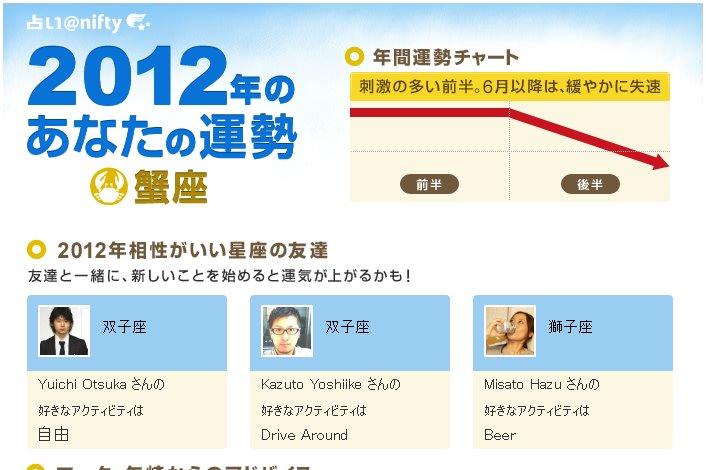 占い@nifty
2012年の
あなたの運勢
蟹座
年間運勢チャート
刺激の多い前半。6月以降は、緩やかに失速
前半
後半
2012年相性がいい星座の友達
友達と一緒に、新しいことを始めると運気が上がるかも！
双子座
Yuichi Otsuka さんの
好きなアクティビティは
自由
双子座
Kazuto Yoshiike さんの
好きなアクティビティは
Drive Around
獅子座
Misato Hazu さんの
好きなアクティビティは
Beer